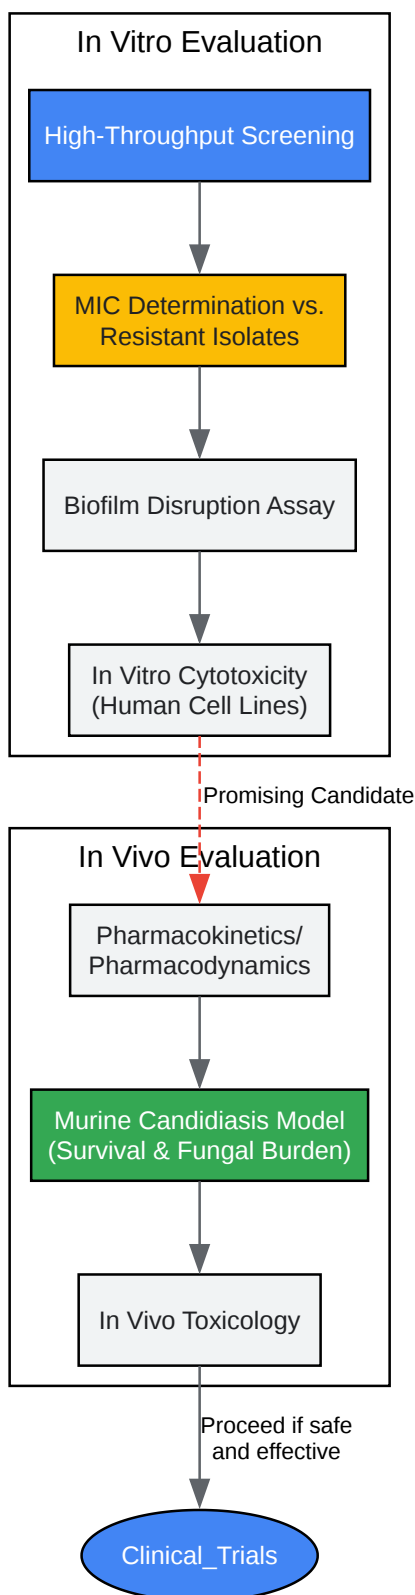 In Vitro Evaluation
High-Throughput Screening
MIC Determination vs.
Resistant Isolates
Biofilm Disruption Assay
In Vitro Cytotoxicity
(Human Cell Lines)
Promising Candidate
In Vivo Evaluation
Pharmacokinetics/
Pharmacodynamics
Murine Candidiasis Model
(Survival & Fungal Burden)
In Vivo Toxicology
Proceed if safe
and effective
Clinical_Trials